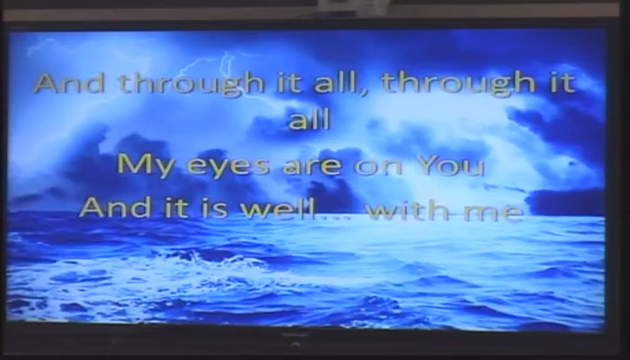 And through it all, through it
all
My eyes are on You
And it is well... with me